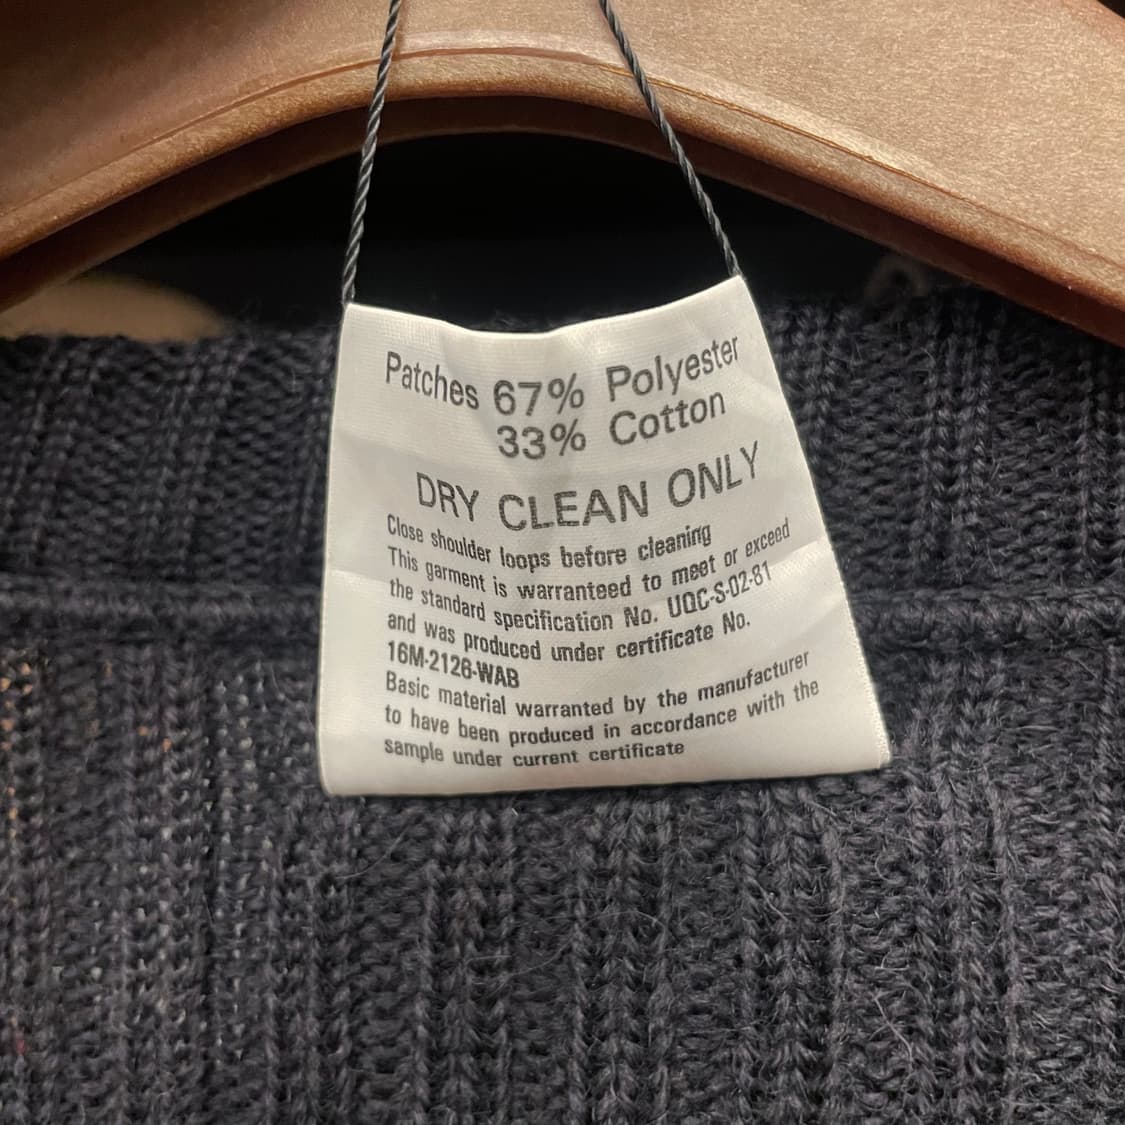 Patches 67% Polyester
33% Cotton
DRY CLEAN ONLY
Close shoulder loops before cleaning
This garment is warranteed to meet or exceed
the standard specification No. UQC-S-02-81
and was produced under certificate No.
16M-2126-WAB
Basic material warranted by the manufacturer
to have been produced in accordance with the
sample under current certificate